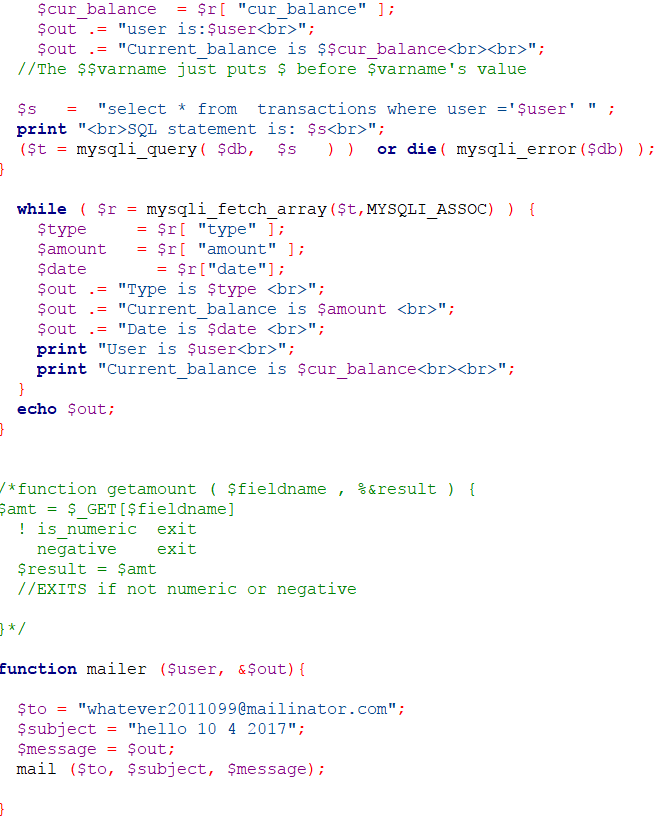 $cur_balance = $r[ "cur_balance" ];
$out .= "user is:$user<br>";
$out .= "Current_balance is $$cur_balance<br><br>";
//The $$varname just puts $ before $varname's value
$s = "select * from transactions where user ='$user' " ;
print "<br>SQL statement is: $s<br>";
($t = mysqli_query( $db, $s ) ) or die( mysqli_error($db) );
}
while ( $r = mysqli_fetch_array($t,MYSQLI_ASSOC) ) {
$type = $r[ "type" ];
$amount = $r[ "amount" ];
$date = $r["date"];
$out .= "Type is $type <br>";
$out .= "Current_balance is $amount <br>";
$out .= "Date is $date <br>";
print "User is $user<br>";
print "Current_balance is $cur_balance<br><br>";
}
echo $out;
}
/*function getamount ( $fieldname , %&result ) {
$amt = $_GET[$fieldname]
! is_numeric exit
negative exit
$result = $amt
//EXITS if not numeric or negative
}*/
function mailer ($user, &$out){
$to = "whatever2011099@mailinator.com";
$subject = "hello 10 4 2017";
$message = $out;
mail ($to, $subject, $message);
}